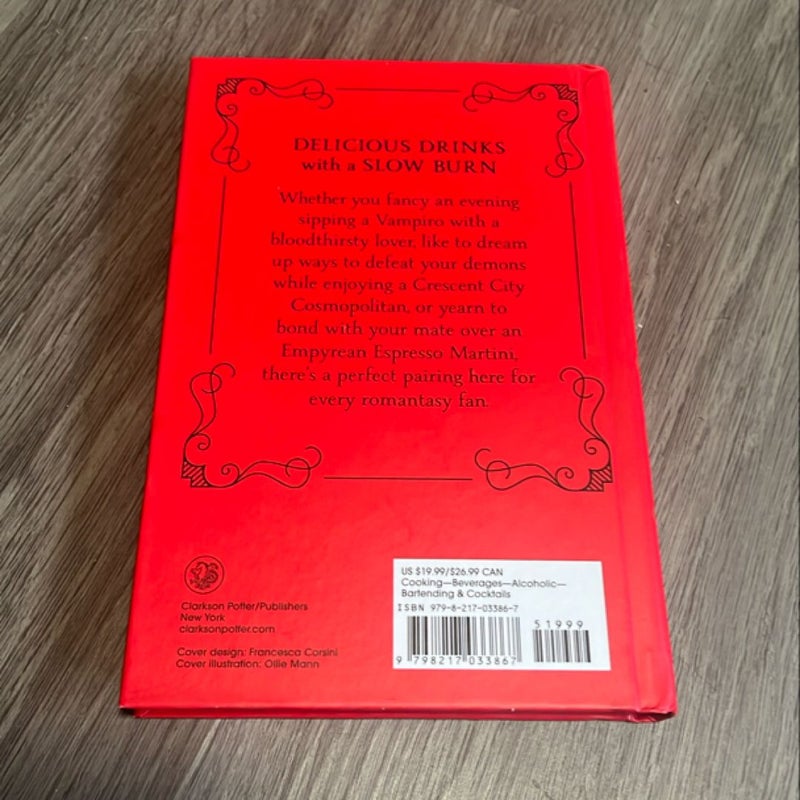 DELICIOUS DRINKS
with a SLOW BURN
Whether you fancy an evening
sipping a Vampiro with a
bloodthirsty lover, like to dream
up ways to defeat your demons
while enjoying a Crescent City
Cosmopolitan, or yearn to
bond with your mate over an
Empyrean Espresso Martini,
there's a perfect pairing here for
every romantasy fan.
Clarkson Potter/Publishers
New York
clarksonpotter.com
Cover design: Francesca Corsini
Cover illustration: Ollie Mann
US $19.99/$26.99 CAN
Cooking—Beverages—Alcoholic—
Bartending & Cocktails
ISBN 979-8-217-03386-7
51999
9 798217 033867